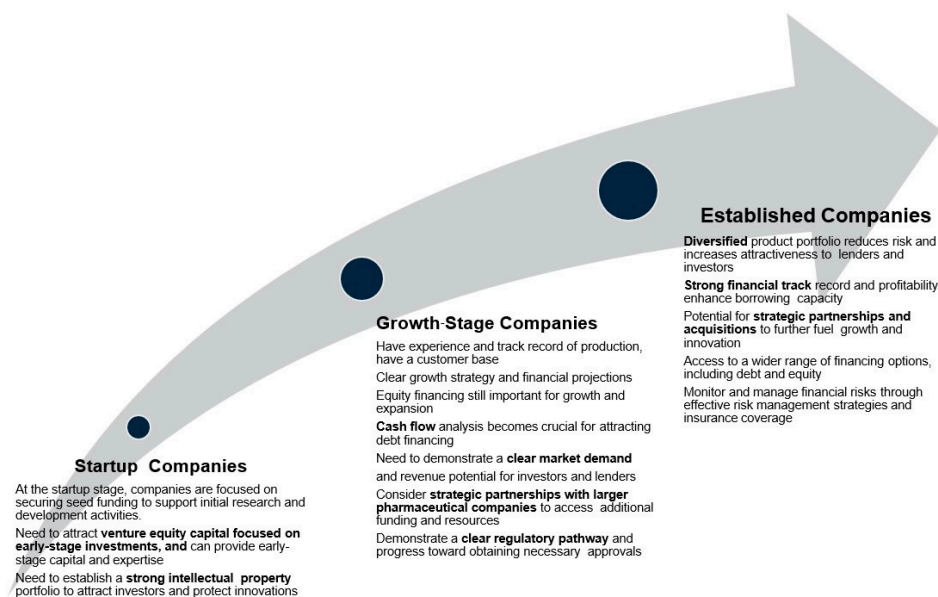 Startup Companies
At the startup stage, companies are focused on
securing seed funding to support initial research and
development activities.
Need to attract venture equity capital focused on
early-stage investments, and can provide early-
stage capital and expertise
Need to establish a strong intellectual property
portfolio to attract investors and protect innovations
Growth-Stage Companies
Have experience and track record of production,
have a customer base
Clear growth strategy and financial projections
Equity financing still important for growth and
expansion
Cash flow analysis becomes crucial for attracting
debt financing
Need to demonstrate a clear market demand
and revenue potential for investors and lenders
Consider strategic partnerships with larger
pharmaceutical companies to access additional
funding and resources
Demonstrate a clear regulatory pathway and
progress toward obtaining necessary approvals
Established Companies
Diversified product portfolio reduces risk and
increases attractiveness to lenders and
investors
Strong financial track record and profitability
enhance borrowing capacity
Potential for strategic partnerships and
acquisitions to further fuel growth and
innovation
Access to a wider range of financing options,
including debt and equity
Monitor and manage financial risks through
effective risk management strategies and
insurance coverage